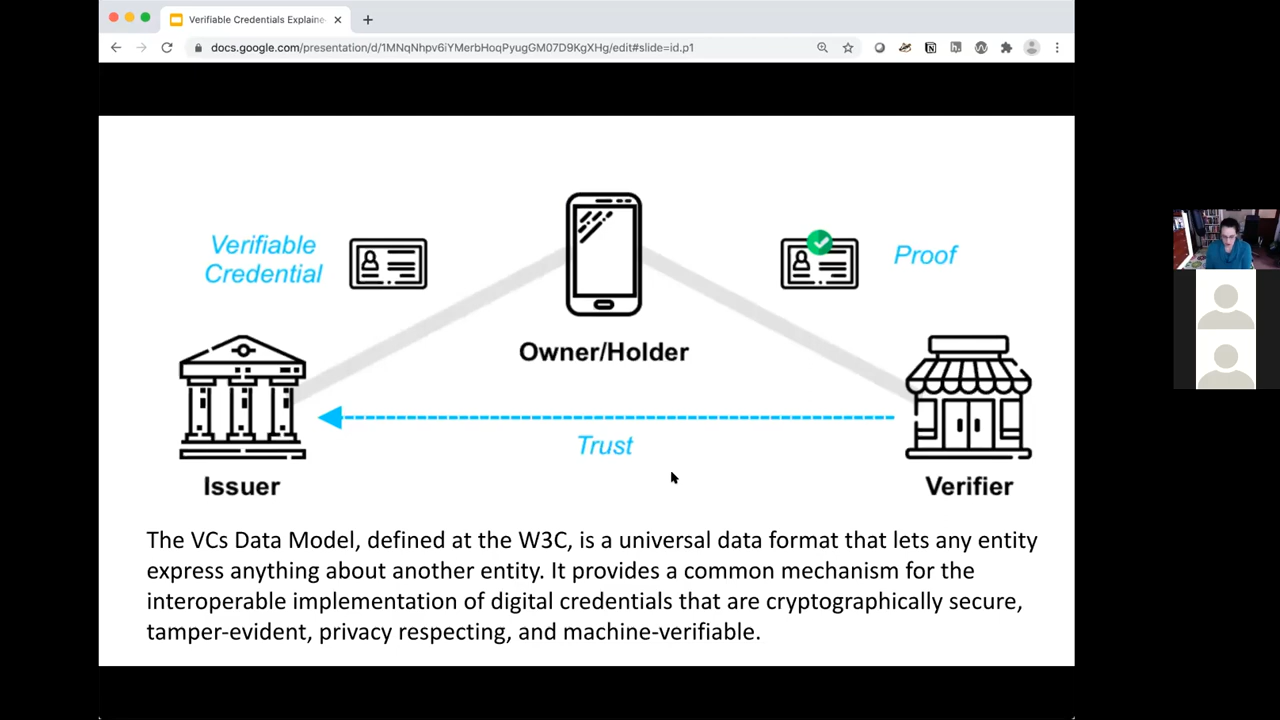 Verifiable Credentials Explaine
docs.google.com/presentation/d/1MNqNhpv6iYMerbHoqPyugGM07D9KgXHg/edit#slide=id.p1
Verifiable
Credential
Proof
Owner/Holder
Trust
Issuer
Verifier
The VCs Data Model, defined at the W3C, is a universal data format that lets any entity
express anything about another entity. It provides a common mechanism for the
interoperable implementation of digital credentials that are cryptographically secure,
tamper-evident, privacy respecting, and machine-verifiable.